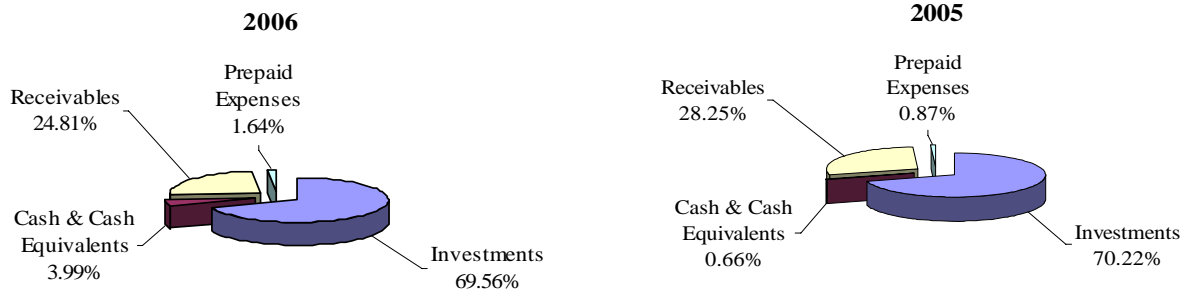 2006
Prepaid
Expenses
1.64%
Receivables
24.81%
Cash & Cash
Equivalents
3.99%
Investments
69.56%
2005
Prepaid
Expenses
0.87%
Receivables
28.25%
Cash & Cash
Equivalents
0.66%
Investments
70.22%